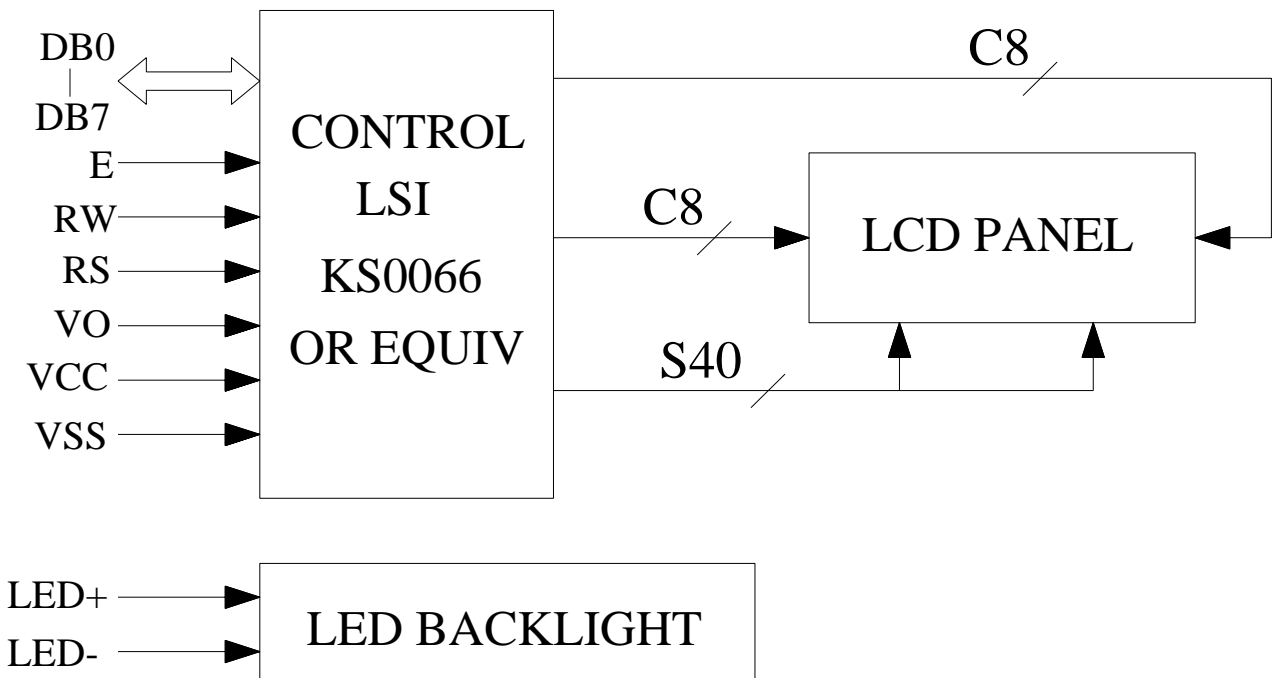 DB0
DB7
E
RW
RS
VO
VCC
VSS
CONTROL
LSI
KS0066
OR EQUIV
C8
C8
S40
LCD PANEL
LED+
LED-
LED BACKLIGHT